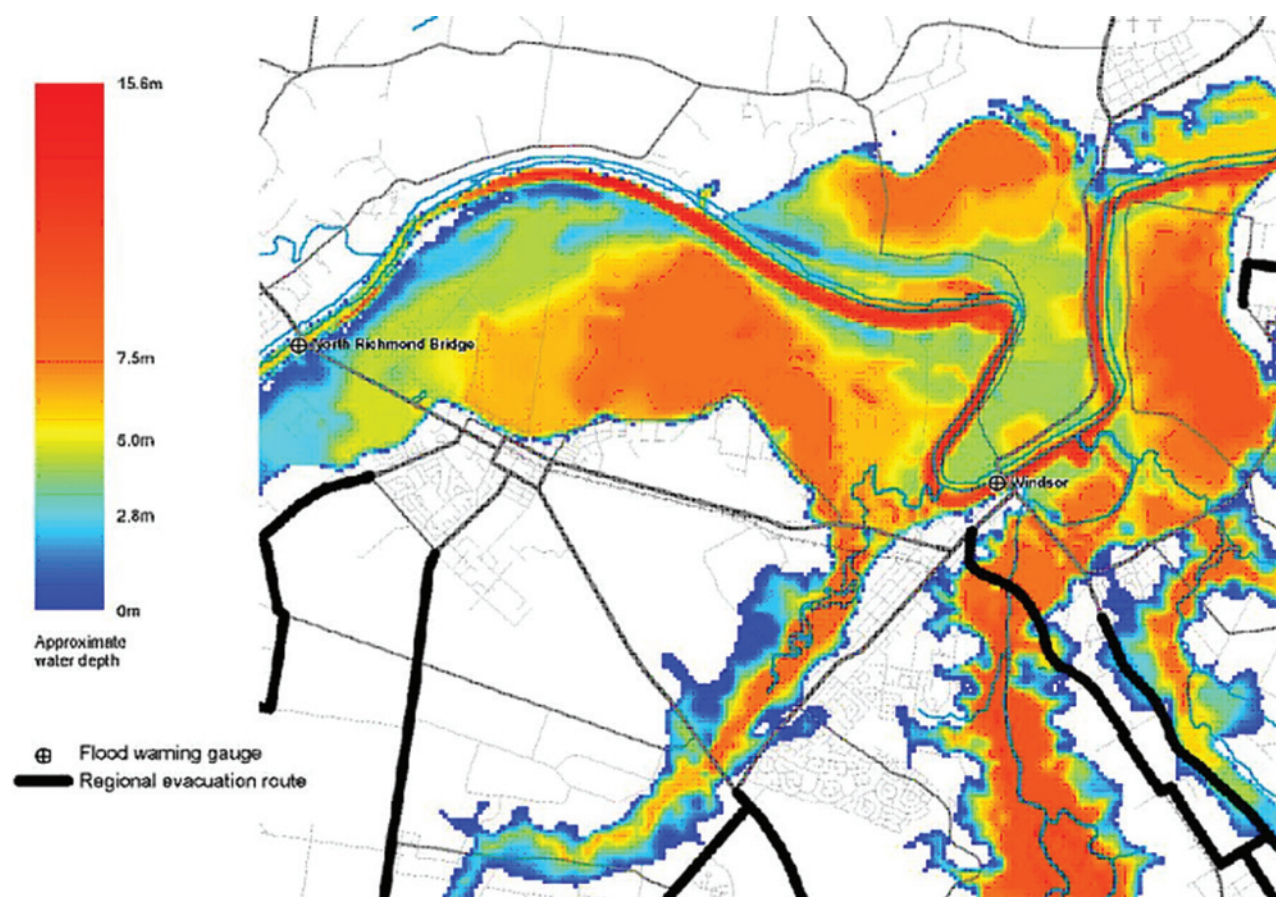 15.6m
7.5m
5.0m
2.8m
0m
Approximate
water depth
Flood warning gauge
Regional evacuation route
North Richmond Bridge
Windsor